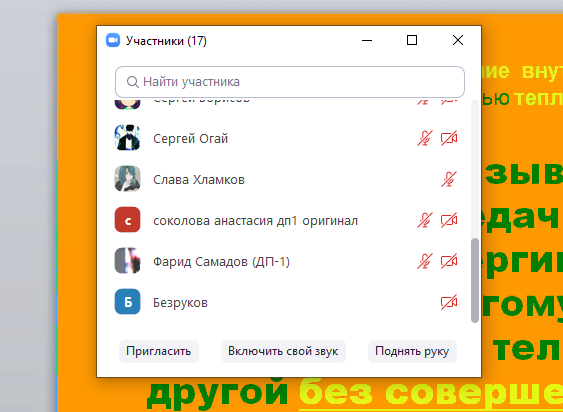 Участники (17)
Найти участника
Сергей Борисов
Сергей Огай
Слава Хламков
соколова анастасия дп1 оригинал
с
Фарид Самадов (ДП-1)
Б
Безруков
Пригласить
Включить свой звук
Поднять руку
ние внут
ью тепл
зыв
едач
ерги
гому
тел
другой без соверше